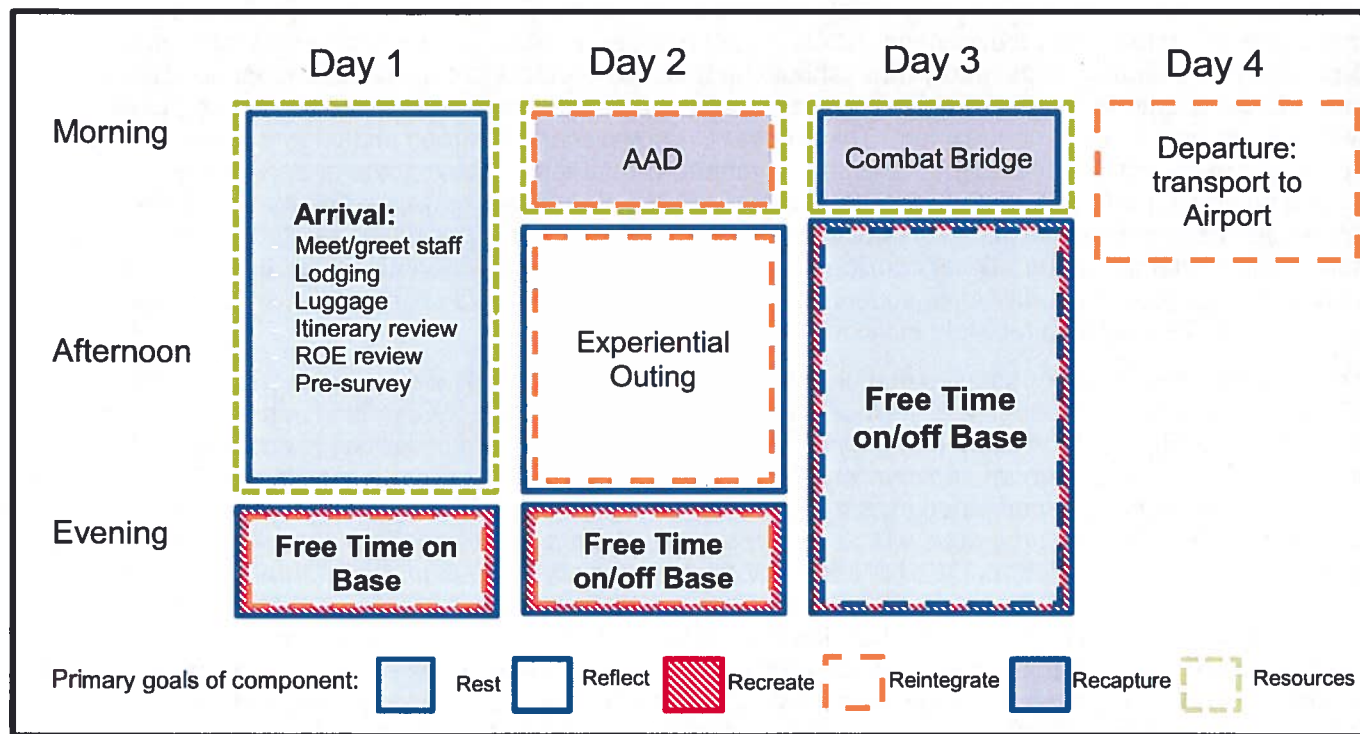 Day 1
Day 2
Day 3
Day 4
Morning
Afternoon
Evening
Arrival:
Meet/greet staff
Lodging
Luggage
Itinerary review
ROE review
Pre-survey
Free Time on
Base
AAD
Experiential
Outing
Free Time
on/off Base
Combat Bridge
Free Time
on/off Base
Departure:
transport to
Airport
Primary goals of component:
Rest
Reflect
Recreate
Reintegrate
Recapture
Resources